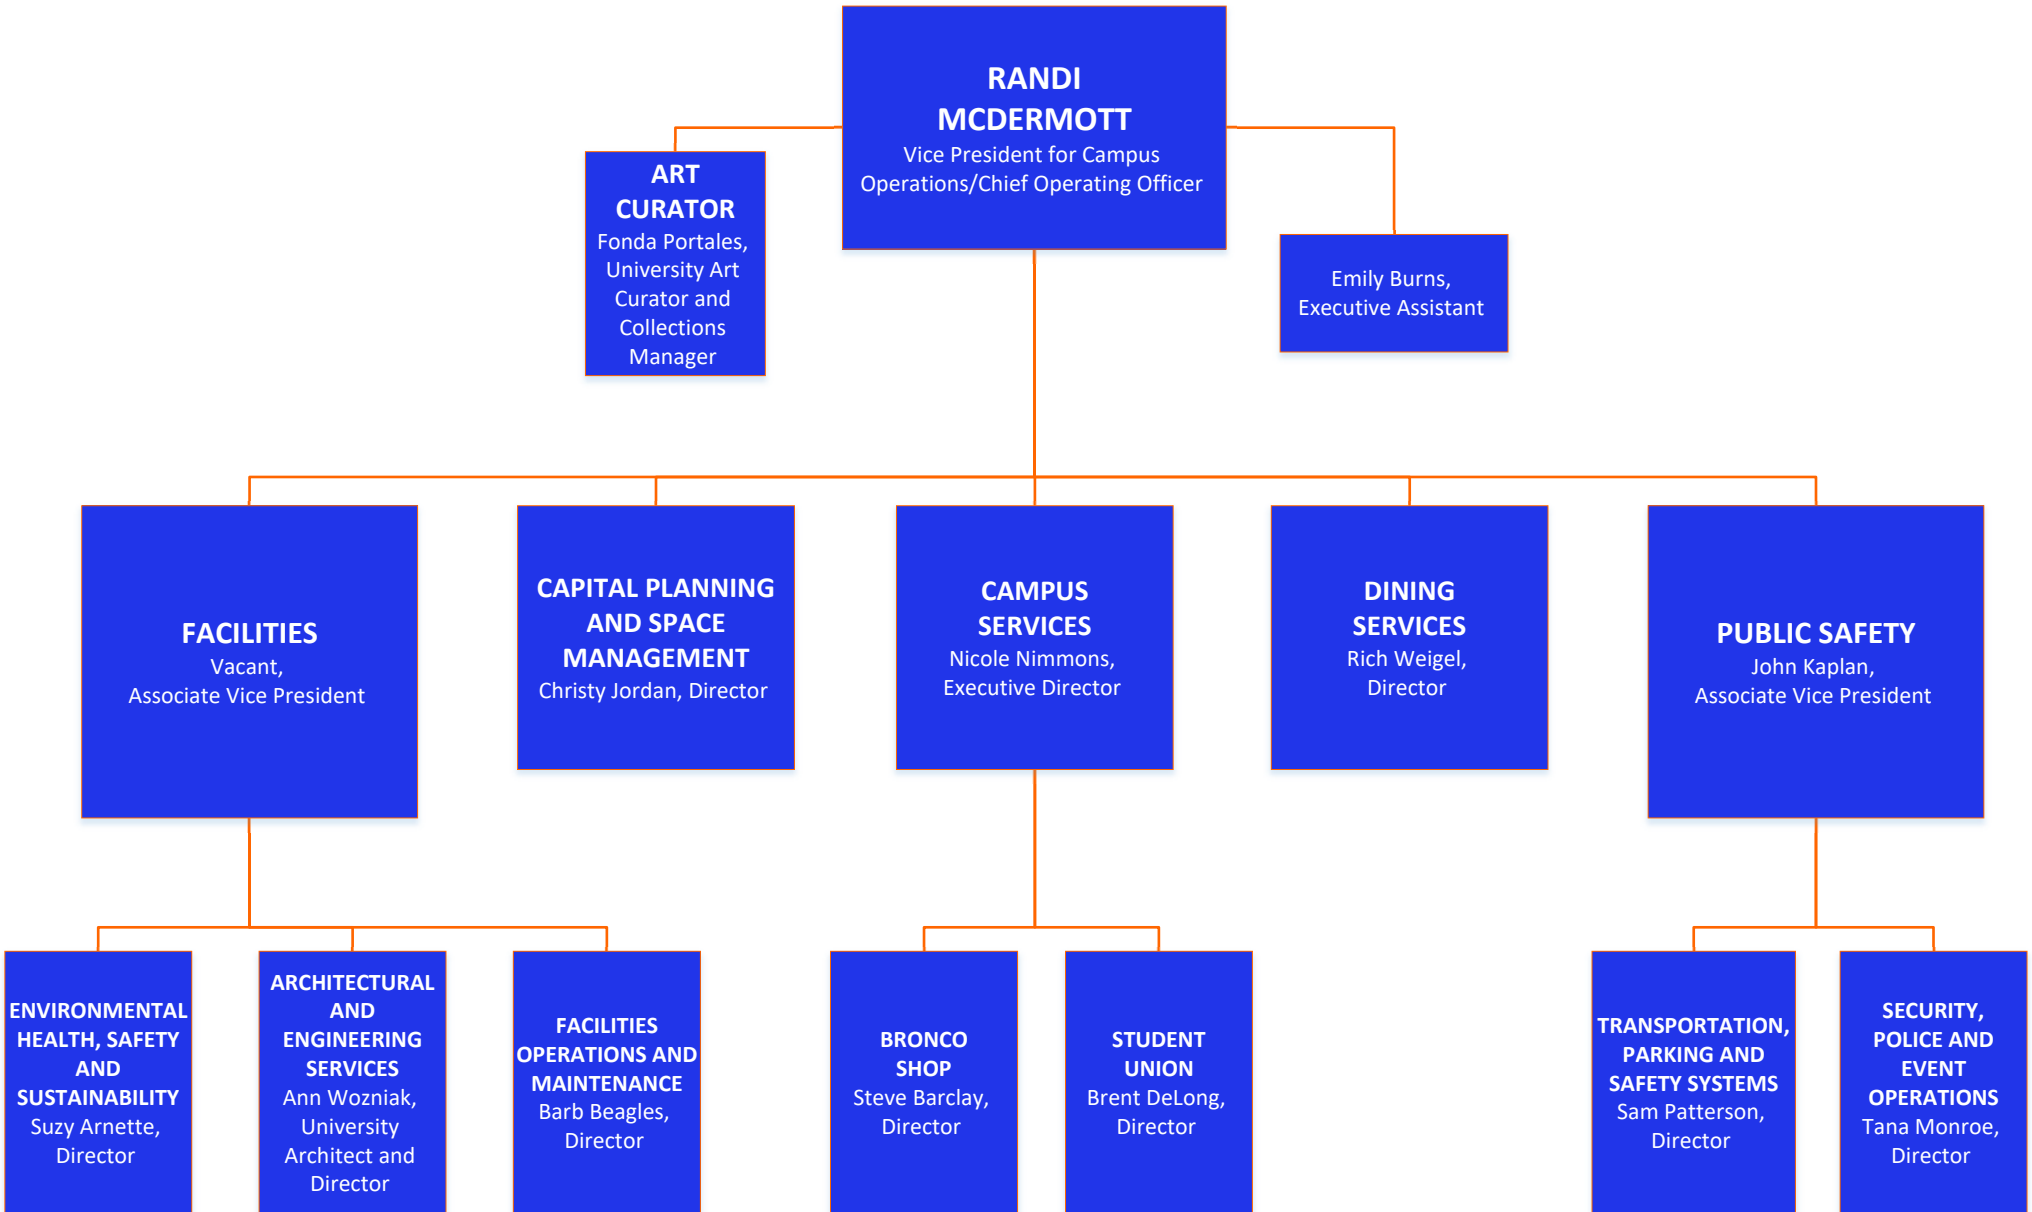 RANDI
MCDERMOTT
Vice President for Campus
Operations/Chief Operating Officer
ART
CURATOR
Fonda Portales,
University Art
Curator and
Collections
Manager
Emily Burns,
Executive Assistant
FACILITIES
Vacant,
Associate Vice President
CAPITAL PLANNING
AND SPACE
MANAGEMENT
Christy Jordan, Director
CAMPUS
SERVICES
Nicole Nimmons,
Executive Director
DINING
SERVICES
Rich Weigel,
Director
PUBLIC SAFETY
John Kaplan,
Associate Vice President
ENVIRONMENTAL
HEALTH, SAFETY
AND
SUSTAINABILITY
Suzy Arnette,
Director
ARCHITECTURAL
AND
ENGINEERING
SERVICES
Ann Wozniak,
University
Architect and
Director
FACILITIES
OPERATIONS AND
MAINTENANCE
Barb Beagles,
Director
BRONCO
SHOP
Steve Barclay,
Director
STUDENT
UNION
Brent DeLong,
Director
TRANSPORTATION,
PARKING AND
SAFETY SYSTEMS
Sam Patterson,
Director
SECURITY,
POLICE AND
EVENT
OPERATIONS
Tana Monroe,
Director